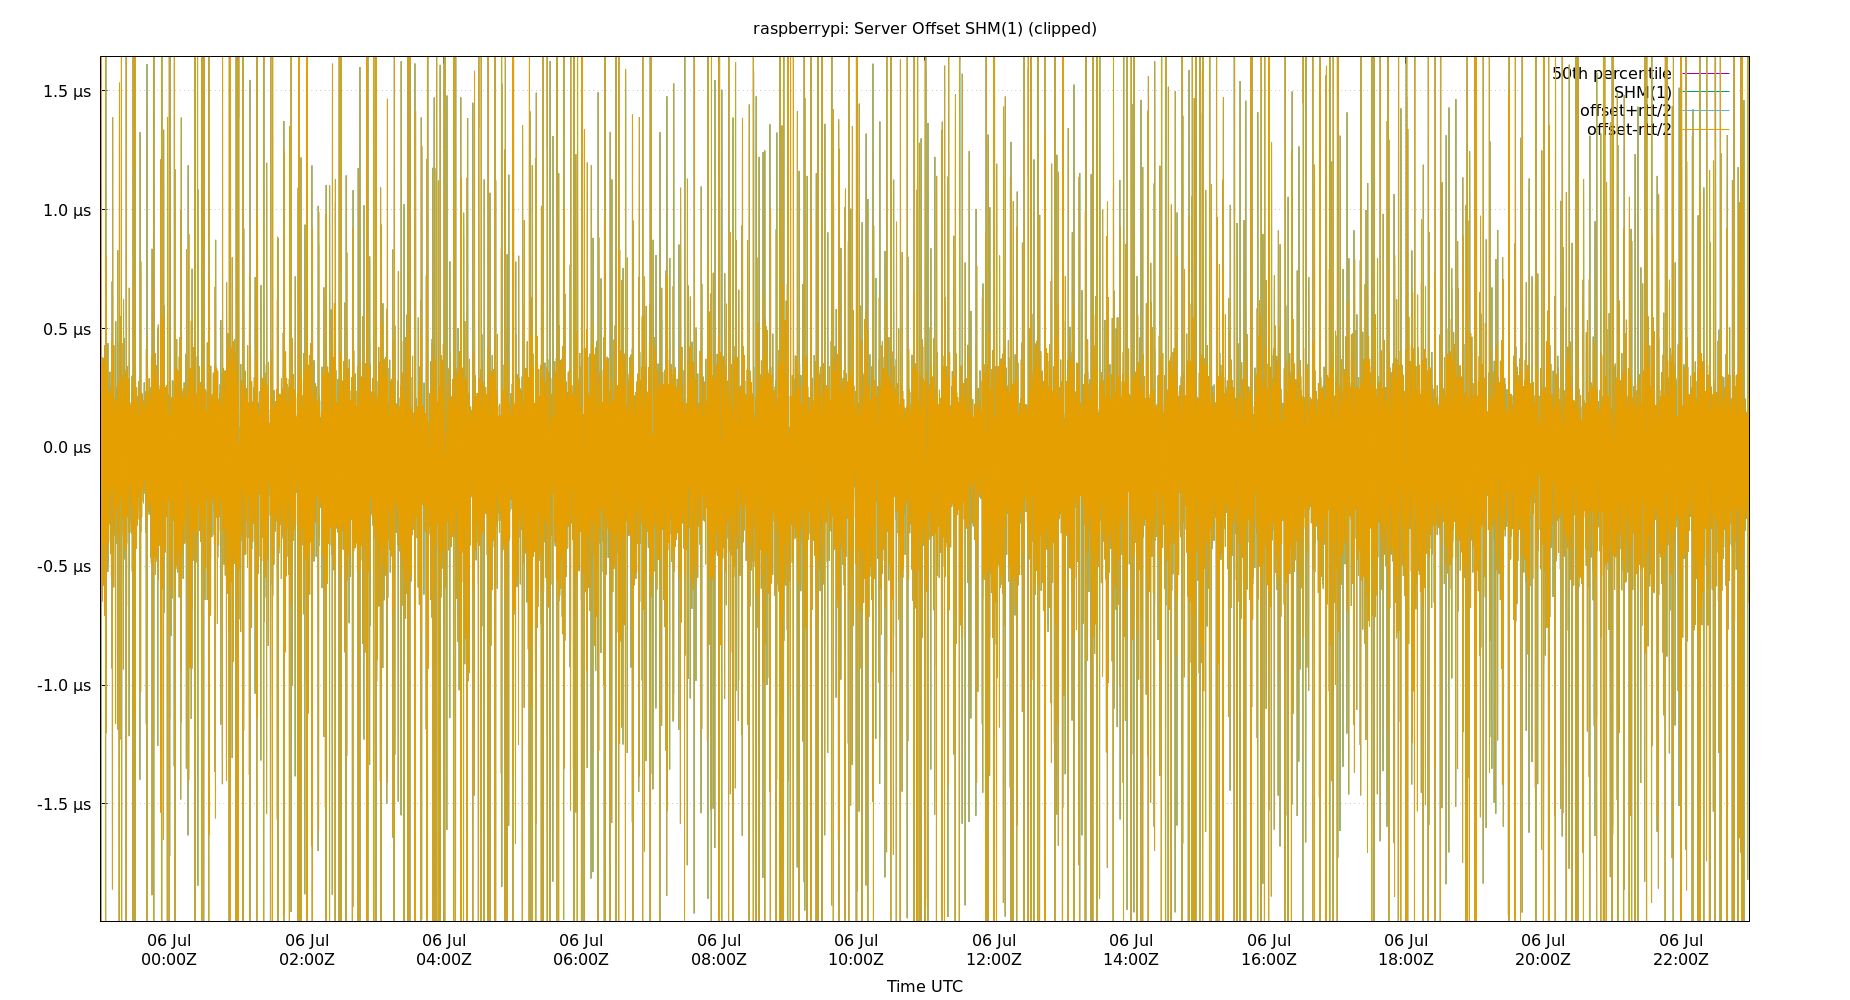 raspberrypi: Server Offset SHM(1) (clipped)
50th percentile
SHM(1)
offset+rtt/2
offset-rtt/2
1.5 µs
1.0 µs
0.5 µs
0.0 µs
-0.5 µs
-1.0 µs
-1.5 µs
06 Jul 06 Jul 06 Jul 06 Jul 06 Jul 06 Jul 06 Jul 06 Jul 06 Jul 06 Jul 06 Jul 06 Jul
00:00Z 02:00Z 04:00Z 06:00Z 08:00Z 10:00Z 12:00Z 14:00Z 16:00Z 18:00Z 20:00Z 22:00Z
Time UTC